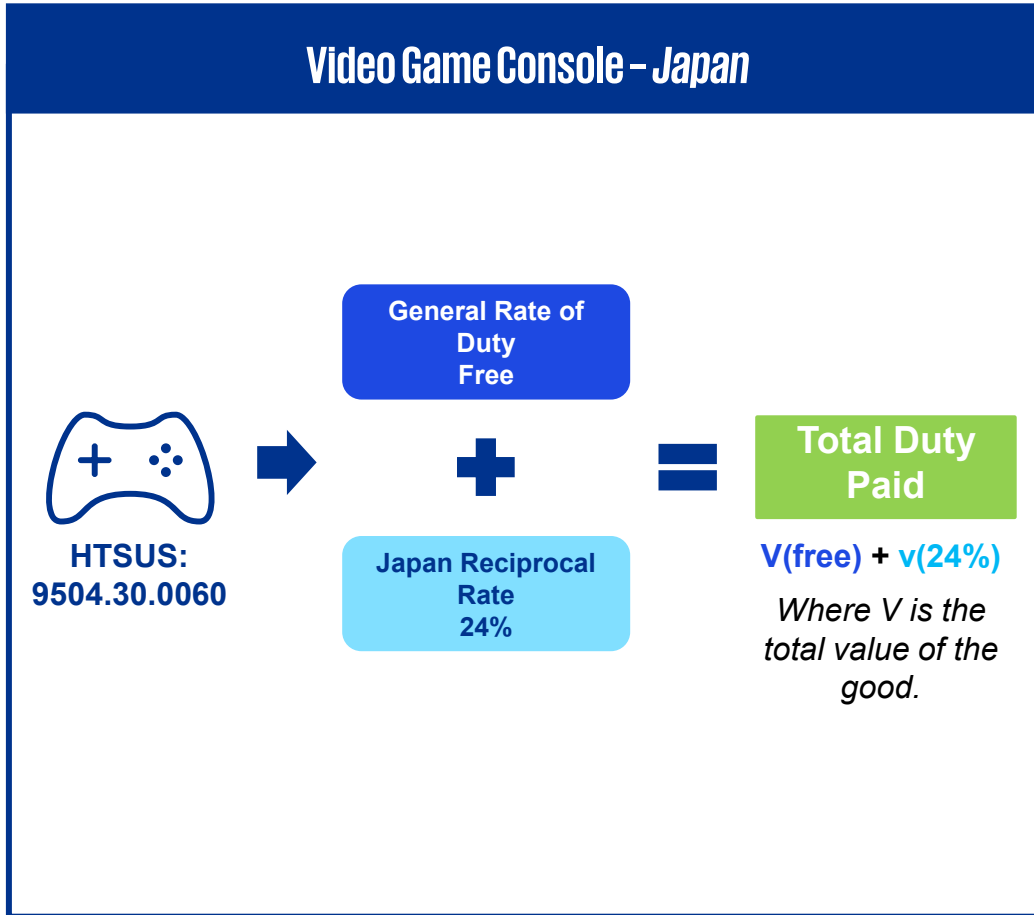 Video Game Console – Japan
General Rate of
Duty
Free
HTSUS:
9504.30.0060
Japan Reciprocal
Rate
24%
Total Duty
Paid
V(free) + v(24%)
Where V is the
total value of the
good.